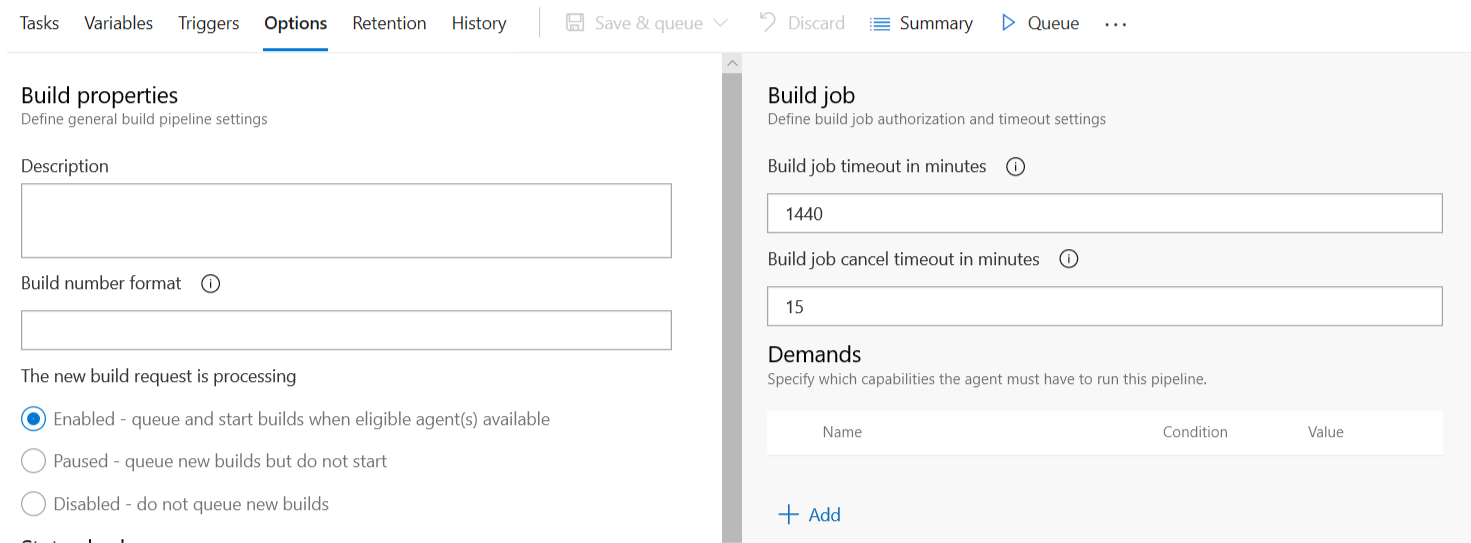 Tasks Variables Triggers Options Retention History Save & queue Discard Summary Queue ...
Build properties
Define general build pipeline settings
Description
Build number format
The new build request is processing
Enabled - queue and start builds when eligible agent(s) available
Paused - queue new builds but do not start
Disabled - do not queue new builds
Build job
Define build job authorization and timeout settings
Build job timeout in minutes
1440
Build job cancel timeout in minutes
15
Demands
Specify which capabilities the agent must have to run this pipeline.
Name Condition Value
+ Add